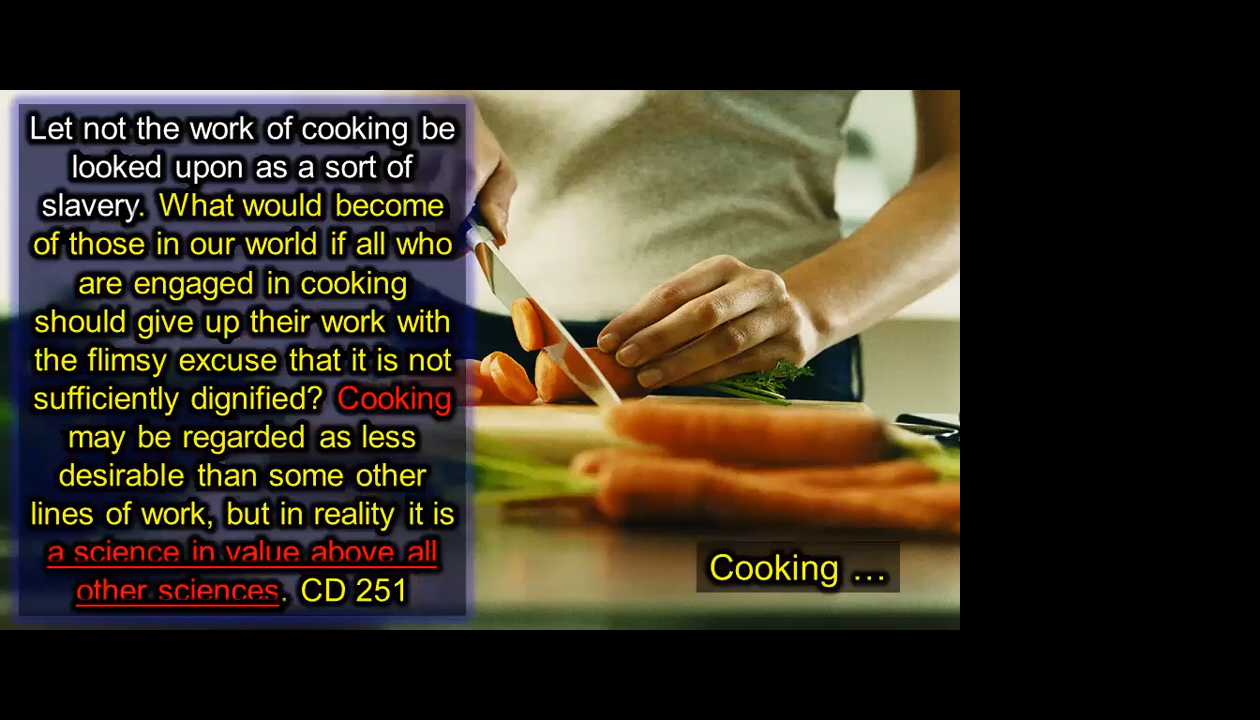 Let not the work of cooking be
looked upon as a sort of
slavery. What would become
of those in our world if all who
are engaged in cooking
should give up their work with
the flimsy excuse that it is not
sufficiently dignified? Cooking
may be regarded as less
desirable than some other
lines of work, but in reality it is
a science in value above all
other sciences. CD 251
Cooking …